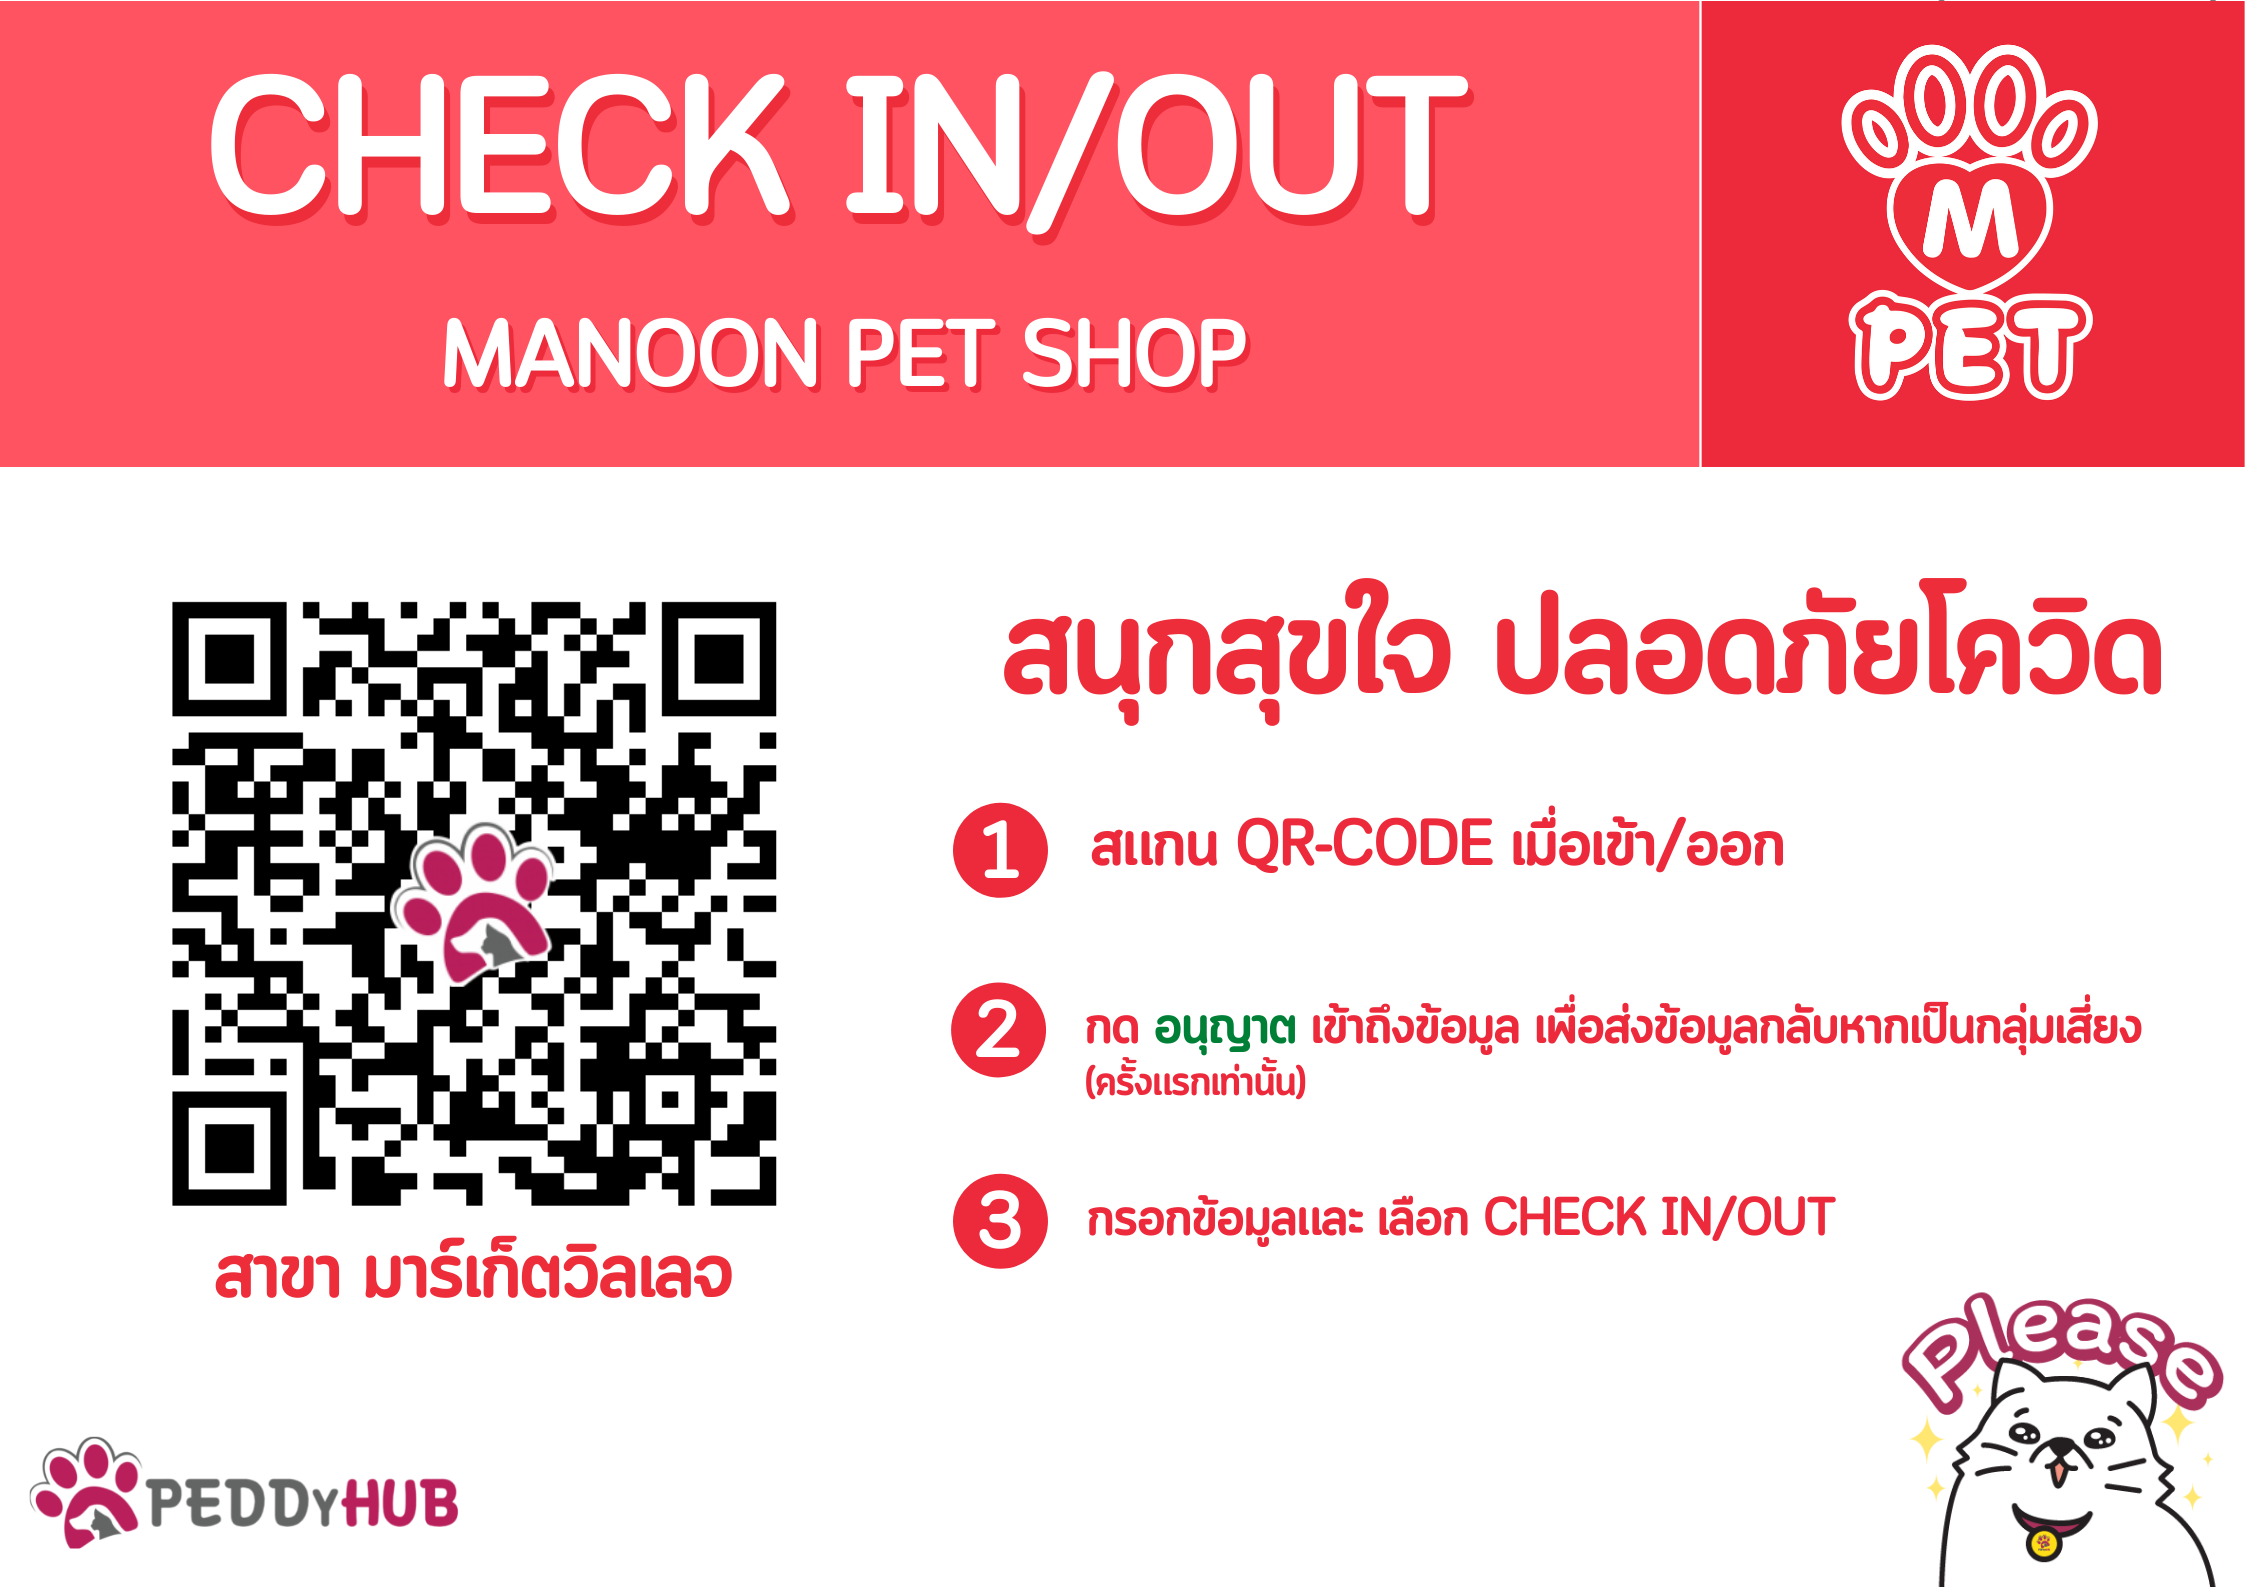 CHECK IN/OUT
MANOON PET SHOP
M
PET
สนุกสุขใจ ปลอดภัยโควิด
1 สแกน QR-CODE เมื่อเข้า/ออก
2 กด อนุญาต เข้าถึงข้อมูล เพื่อส่งข้อมูลกลับหากเป็นกลุ่มเสี่ยง
(ครั้งแรกเท่านั้น)
3 กรอกข้อมูลและ เลือก CHECK IN/OUT
สาขา มาร์เก็ตวิลเลจ
Please
PEDDyHUB